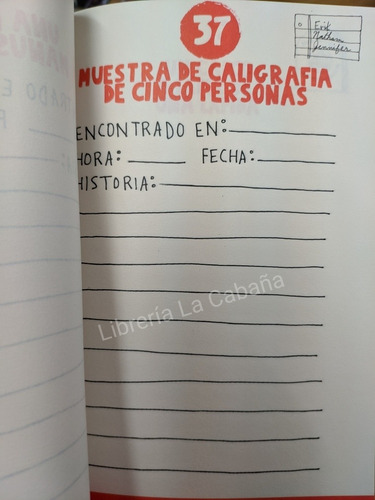 37
Erik
Nathan
Jennifer
MUESTRA DE CALIGRAFIA
DE CINCO PERSONAS
ENCONTRADO EN:
HORA: FECHA:
HISTORIA:
Librería La Cabaña